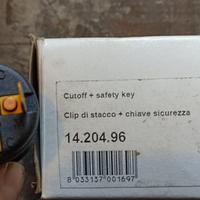 Cutoff + safety key
Clip di stacco + chiave sicurezza
14.204.96
8 033137 001697